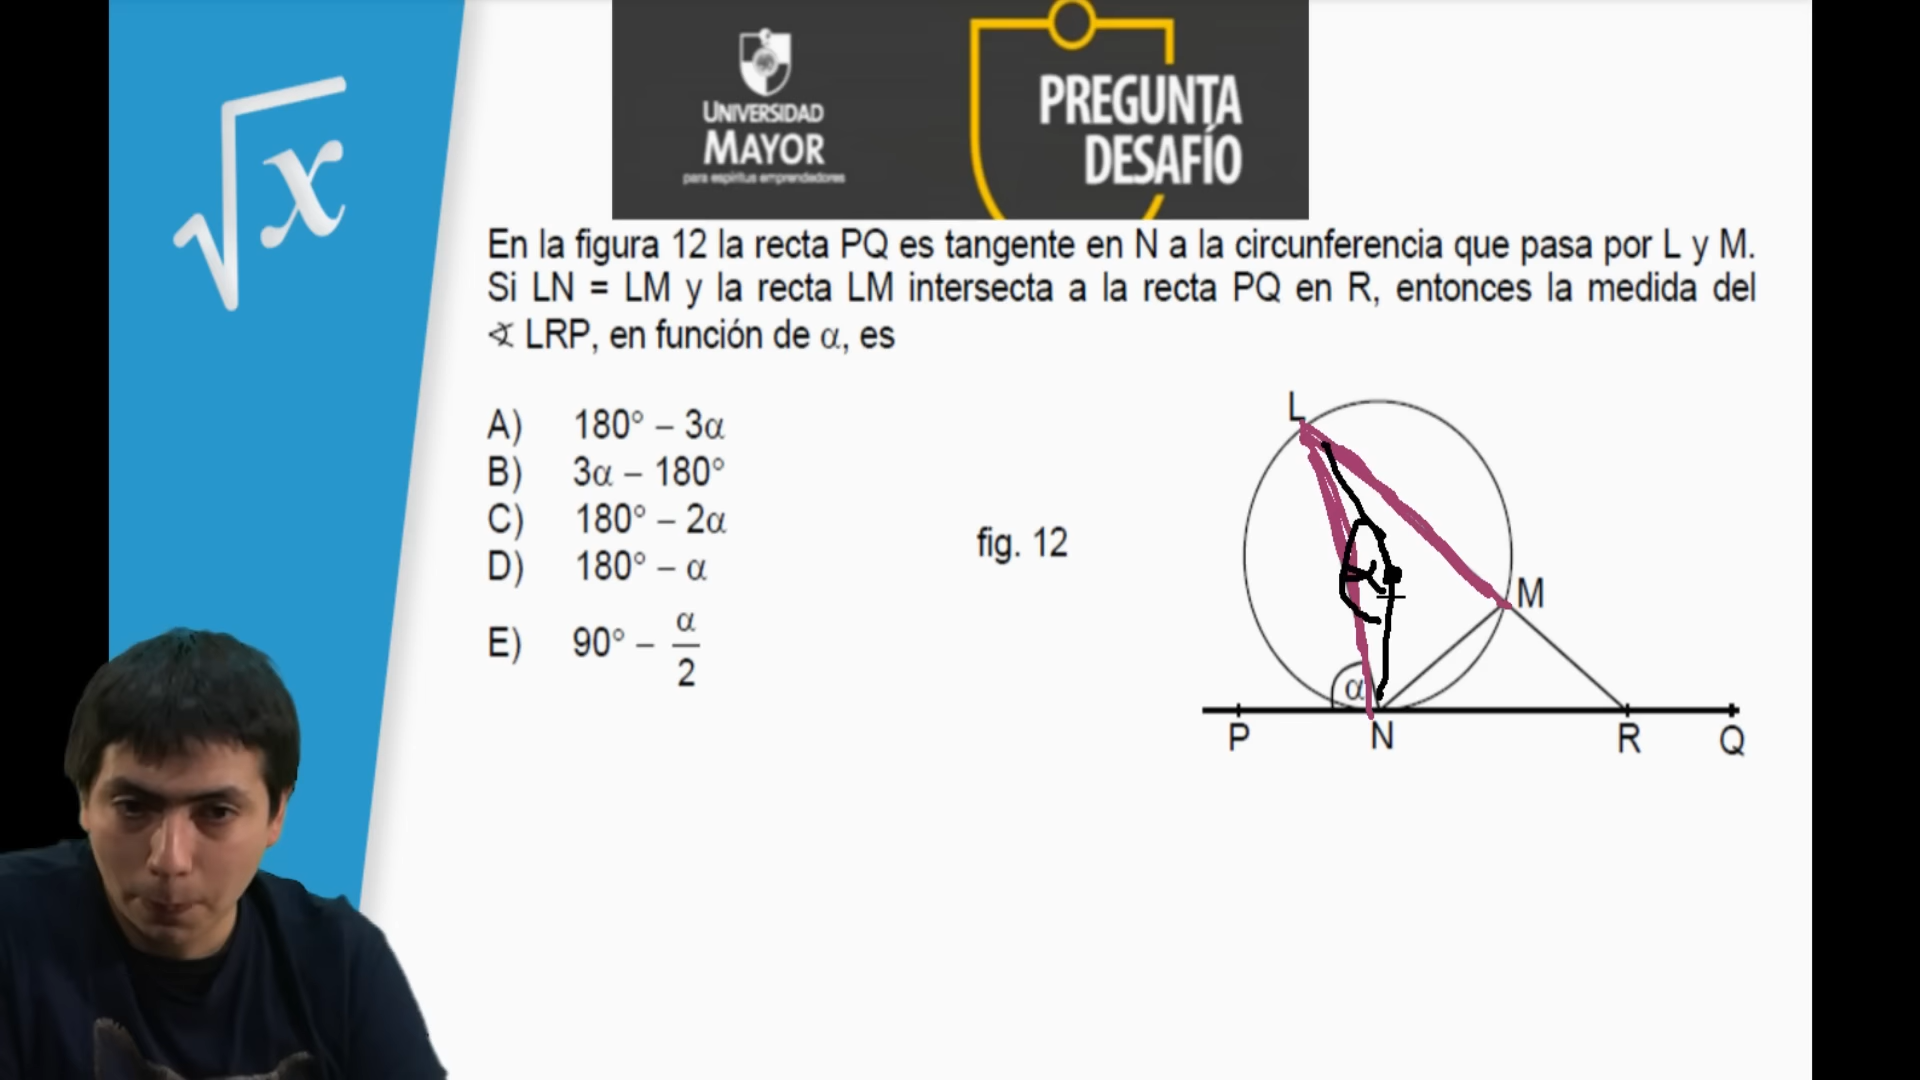 √x
UNIVERSIDAD
MAYOR
para espíritus emprendedores
PREGUNTA
DESAFÍO
En la figura 12 la recta PQ es tangente en N a la circunferencia que pasa por L y M.
Si LN = LM y la recta LM intersecta a la recta PQ en R, entonces la medida del
∢ LRP, en función de α, es
A) 180° – 3α
B) 3α – 180°
C) 180° – 2α
D) 180° – α
E) 90° – α/2
fig. 12
L
M
α
P N R Q